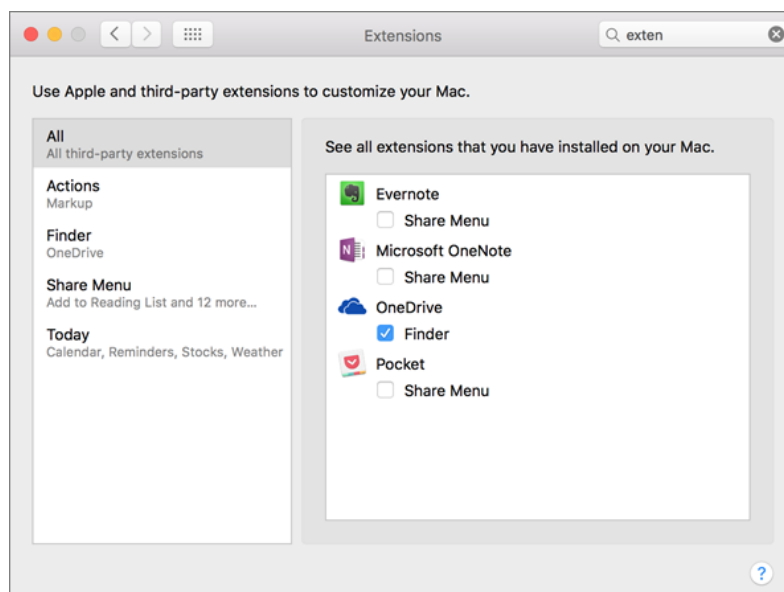 Extensions
exten
Use Apple and third-party extensions to customize your Mac.
All
All third-party extensions
Actions
Markup
Finder
OneDrive
Share Menu
Add to Reading List and 12 more...
Today
Calendar, Reminders, Stocks, Weather
See all extensions that you have installed on your Mac.
Evernote
Share Menu
N
Microsoft OneNote
Share Menu
OneDrive
Finder
Pocket
Share Menu
?